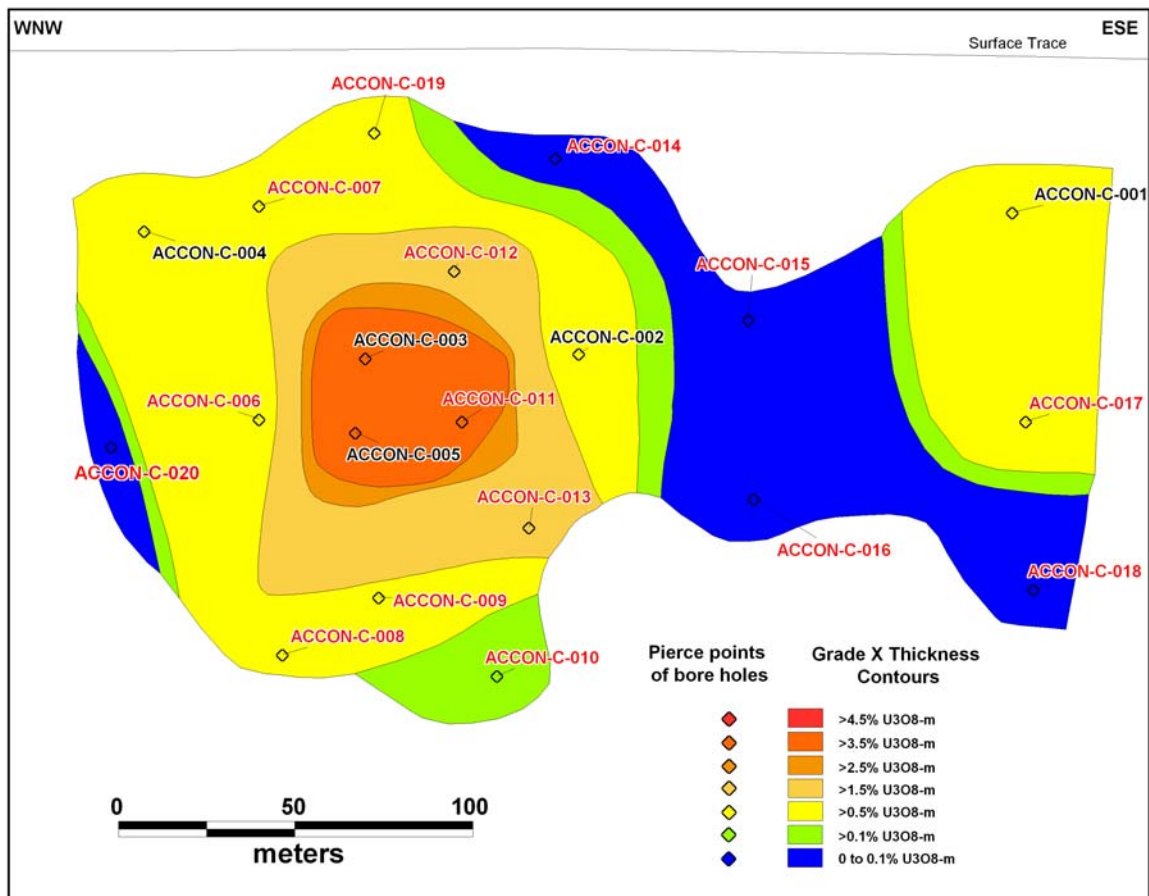 WNW
ESE
Surface Trace
ACCON-C-019
ACCON-C-014
ACCON-C-007
ACCON-C-001
ACCON-C-004
ACCON-C-012
ACCON-C-015
ACCON-C-003
ACCON-C-002
ACCON-C-006
ACCON-C-011
ACCON-C-017
ACCON-C-005
ACCON-C-020
ACCON-C-013
ACCON-C-016
ACCON-C-018
ACCON-C-009
ACCON-C-008
ACCON-C-010
Pierce points
of bore holes
Grade X Thickness
Contours
>4.5% U3O8-m
>3.5% U3O8-m
>2.5% U3O8-m
>1.5% U3O8-m
>0.5% U3O8-m
>0.1% U3O8-m
0 to 0.1% U3O8-m
0 50 100
meters